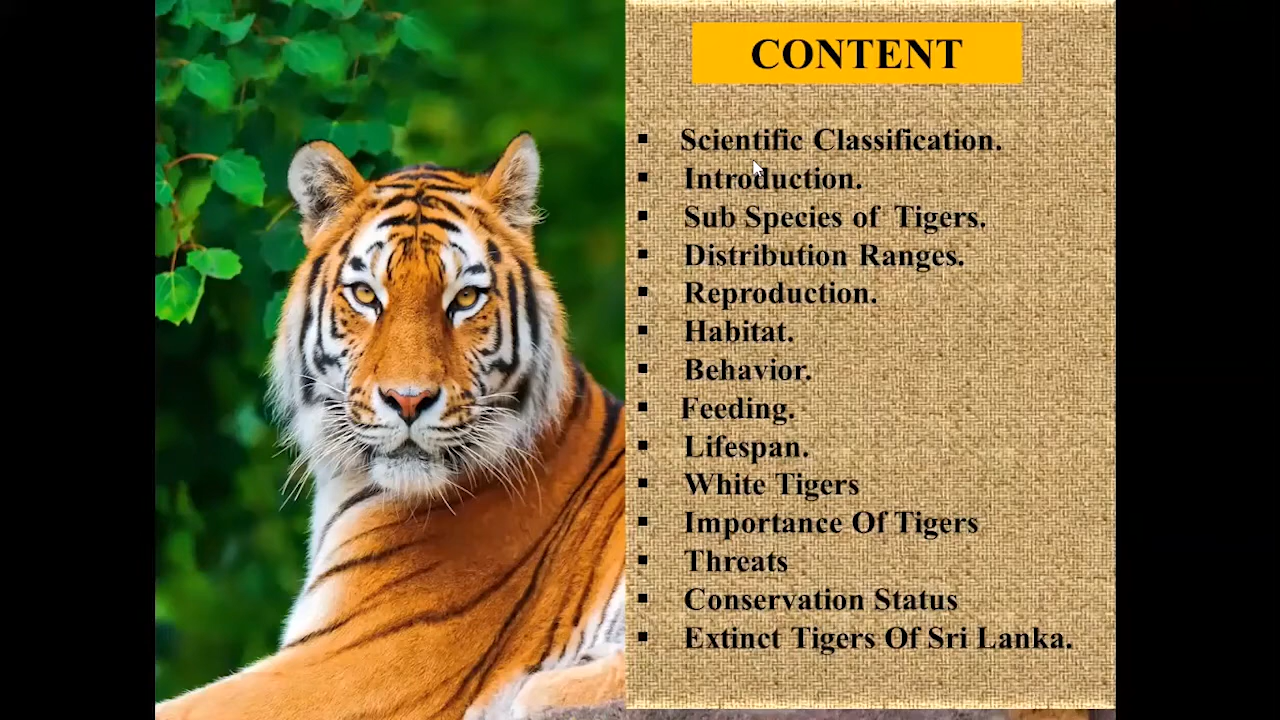 CONTENT
▪ Scientific Classification.
▪ Introduction.
▪ Sub Species of Tigers.
▪ Distribution Ranges.
▪ Reproduction.
▪ Habitat.
▪ Behavior.
▪ Feeding.
▪ Lifespan.
▪ White Tigers
▪ Importance Of Tigers
▪ Threats
▪ Conservation Status
▪ Extinct Tigers Of Sri Lanka.